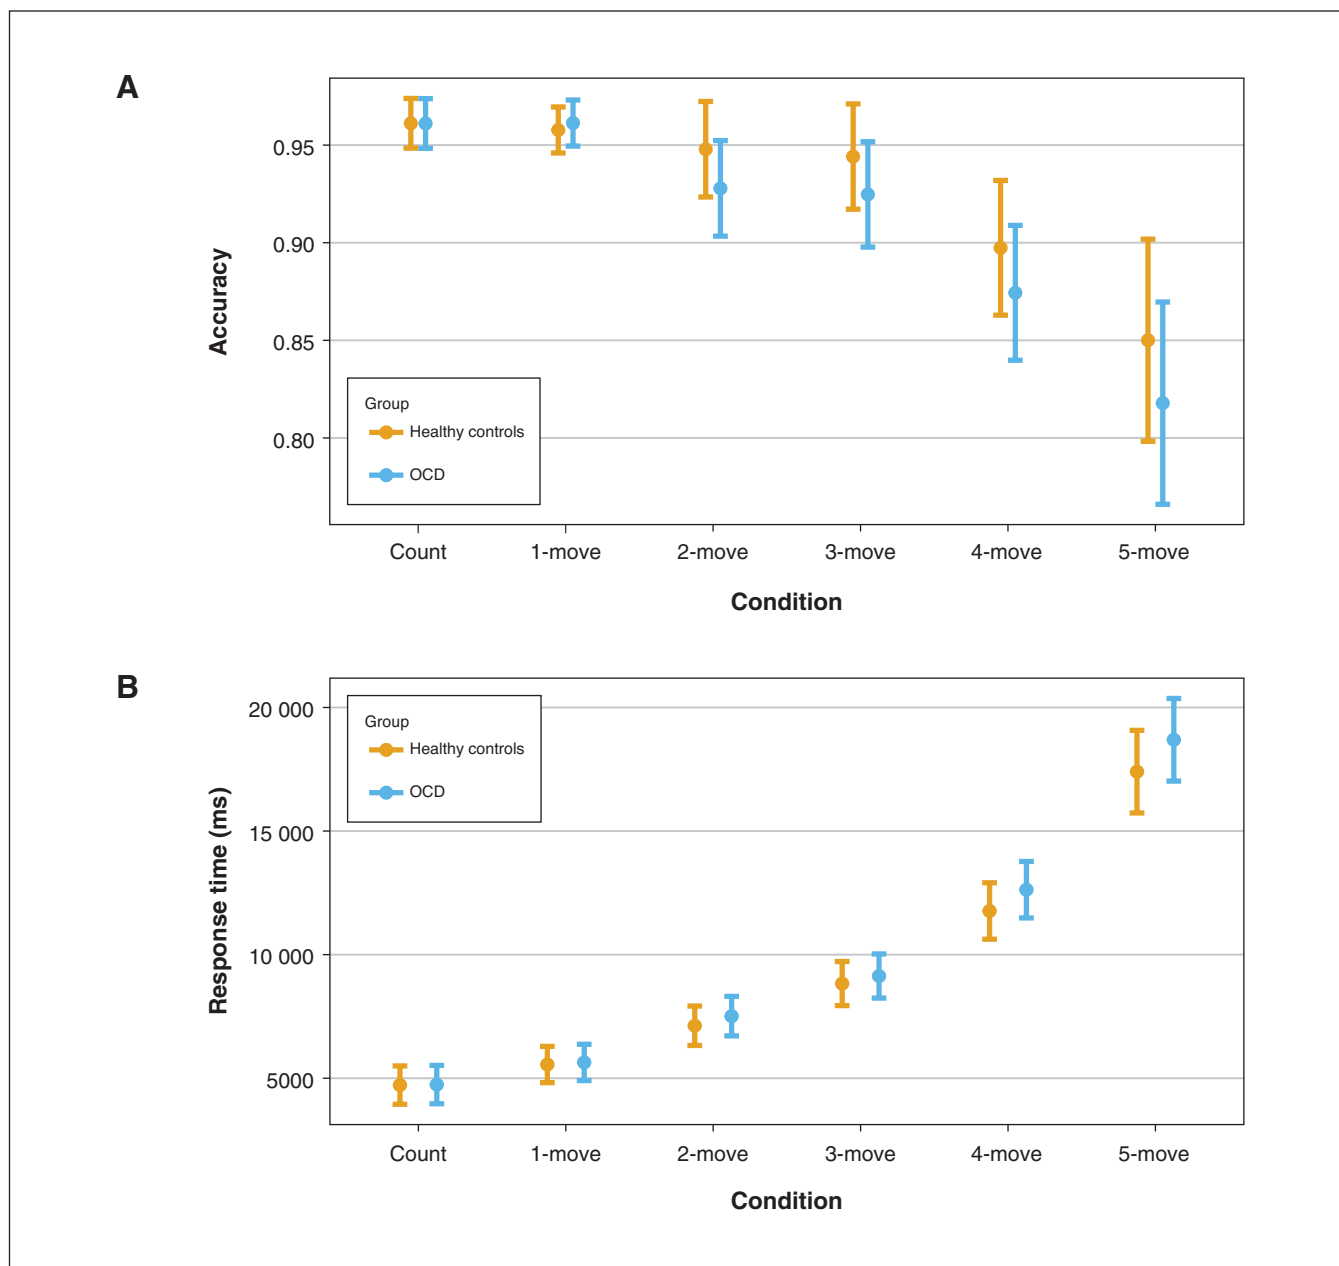 A
0.95
0.90
0.85
0.80
Accuracy
Group
Healthy controls
OCD
Count 1-move 2-move 3-move 4-move 5-move
Condition
B
20 000
15 000
10 000
5000
Response time (ms)
Group
Healthy controls
OCD
Count 1-move 2-move 3-move 4-move 5-move
Condition